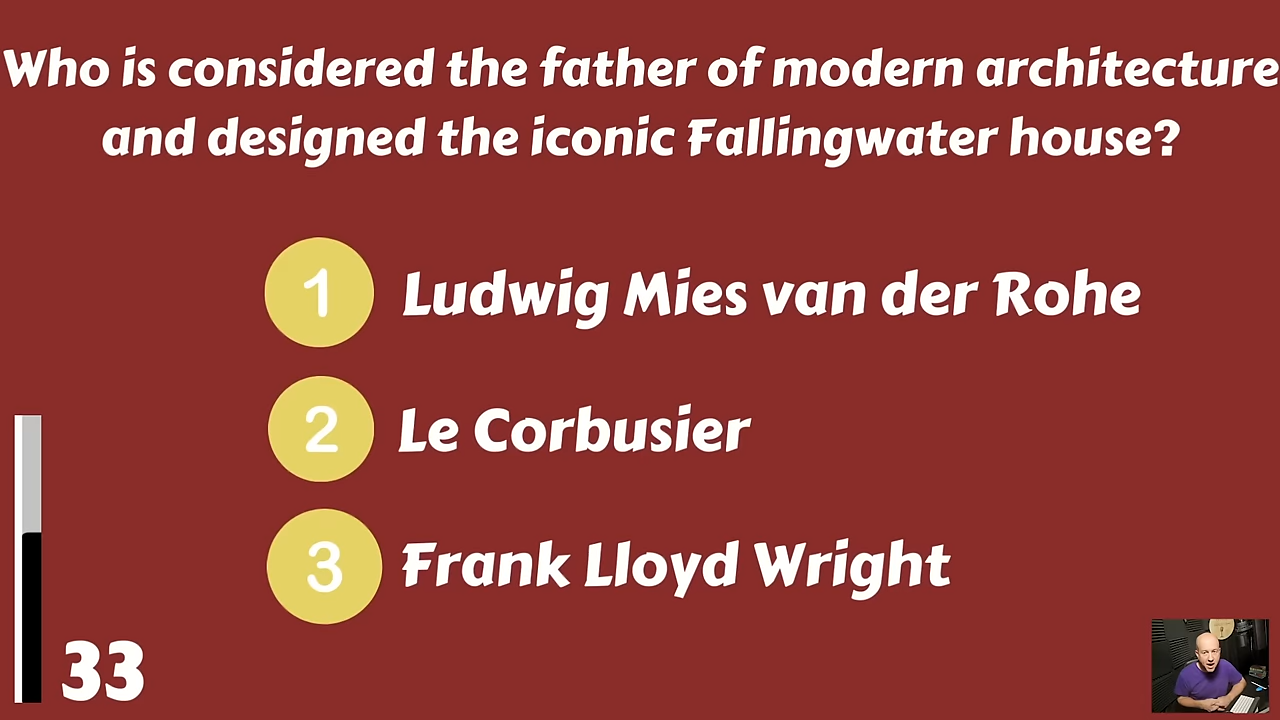 Who is considered the father of modern architecture
and designed the iconic Fallingwater house?
1 Ludwig Mies van der Rohe
2 Le Corbusier
3 Frank Lloyd Wright
33